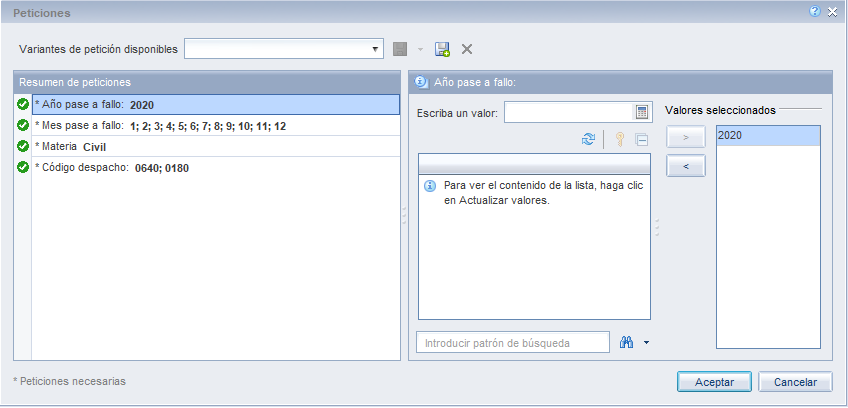 Peticiones
Variantes de petición disponibles
Resumen de peticiones
* Año pase a fallo: 2020
* Mes pase a fallo: 1; 2; 3; 4; 5; 6; 7; 8; 9; 10; 11; 12
* Materia Civil
* Código despacho: 0640; 0180
Año pase a fallo:
Escriba un valor:
Para ver el contenido de la lista, haga clic
en Actualizar valores.
Introducir patrón de búsqueda
>
<
Valores seleccionados
2020
* Peticiones necesarias
Aceptar
Cancelar